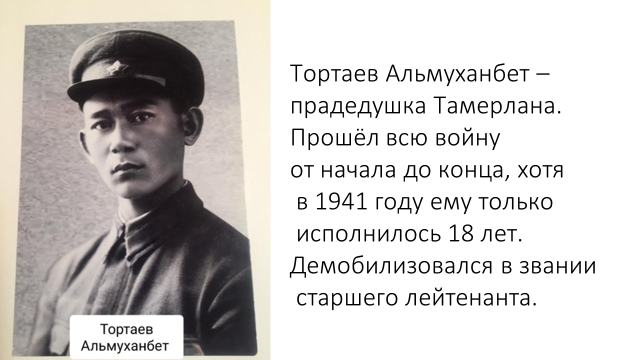 Тортаев Альмуханбет –
прадедушка Тамерлана.
Прошёл всю войну
от начала до конца, хотя
в 1941 году ему только
исполнилось 18 лет.
Демобилизовался в звании
старшего лейтенанта.
Тортаев
Альмуханбет